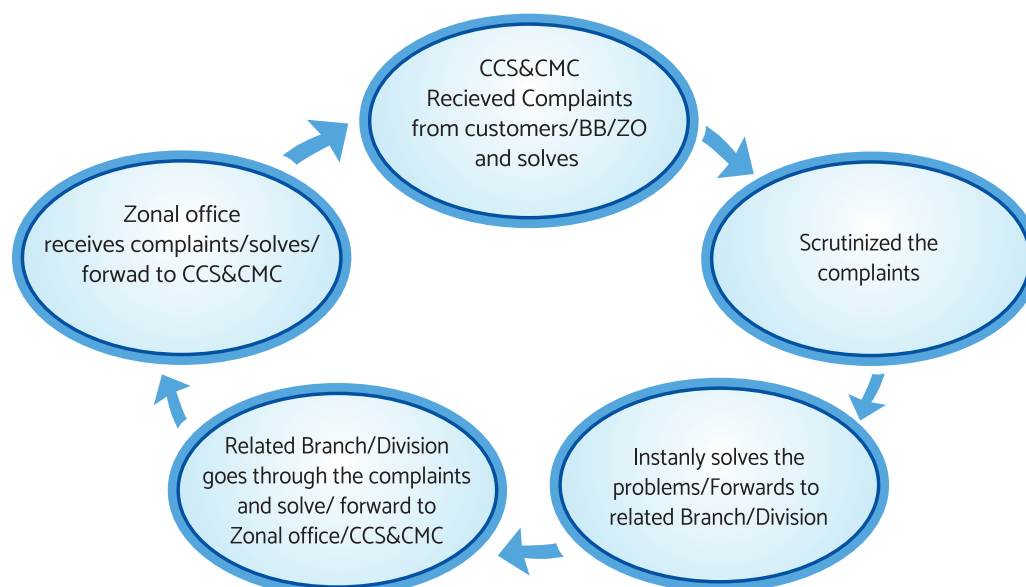 CCS&CMC
Recieved Complaints
from customers/BB/ZO
and solves
Scrutinized the
complaints
Instanly solves the
problems/Forwards to
related Branch/Division
Related Branch/Division
goes through the complaints
and solve/ forward to
Zonal office/CCS&CMC
Zonal office
receives complaints/solves/
forwad to CCS&CMC